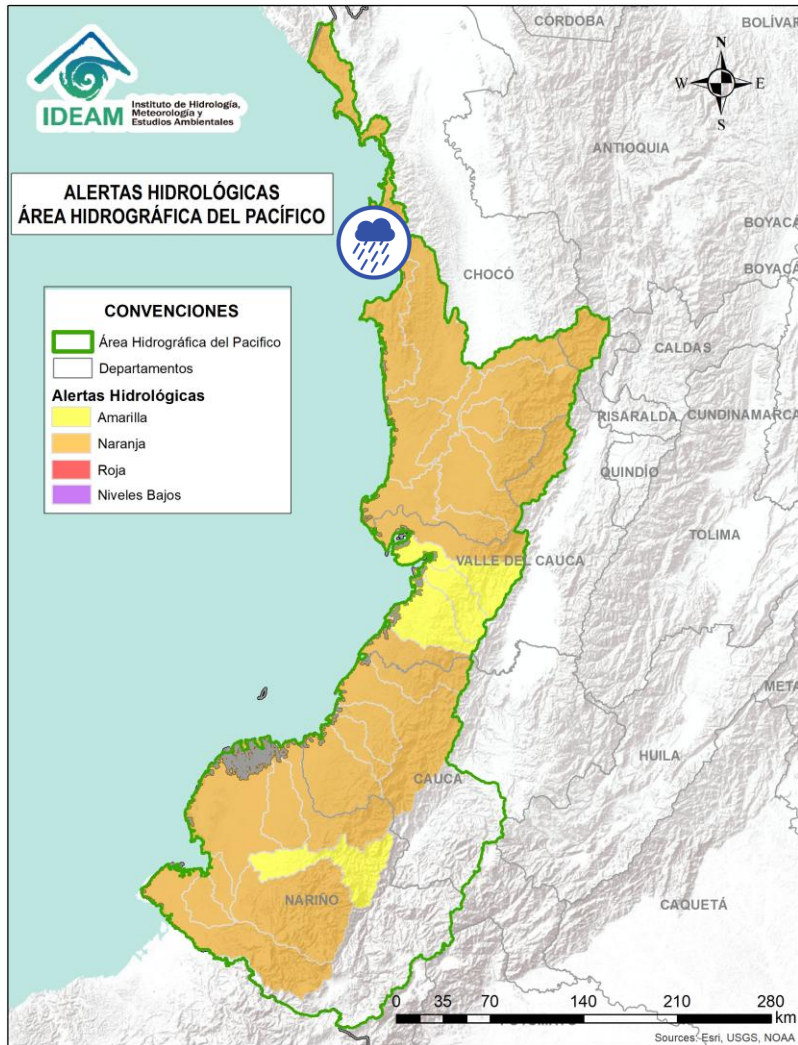 IDEAM
Instituto de Hidrología,
Meteorología y
Estudios Ambientales
ALERTAS HIDROLÓGICAS
ÁREA HIDROGRÁFICA DEL PACÍFICO
CONVENCIONES
Área Hidrográfica del Pacifico
Departamentos
Alertas Hidrológicas
Amarilla
Naranja
Roja
Niveles Bajos
N
W E
S
CÓRDOBA
BOLÍVAR
ANTIOQUIA
BOYACÁ
BOYACÁ
CHOCÓ
CALDAS
RISARALDA
CUNDINAMARCA
QUINDÍO
TOLIMA
VALLE DEL CAUCA
META
HUILA
CAUCA
NARIÑO
CAQUETÁ
0 35 70 140 210 280
km
Sources: Esri, USGS, NOAA